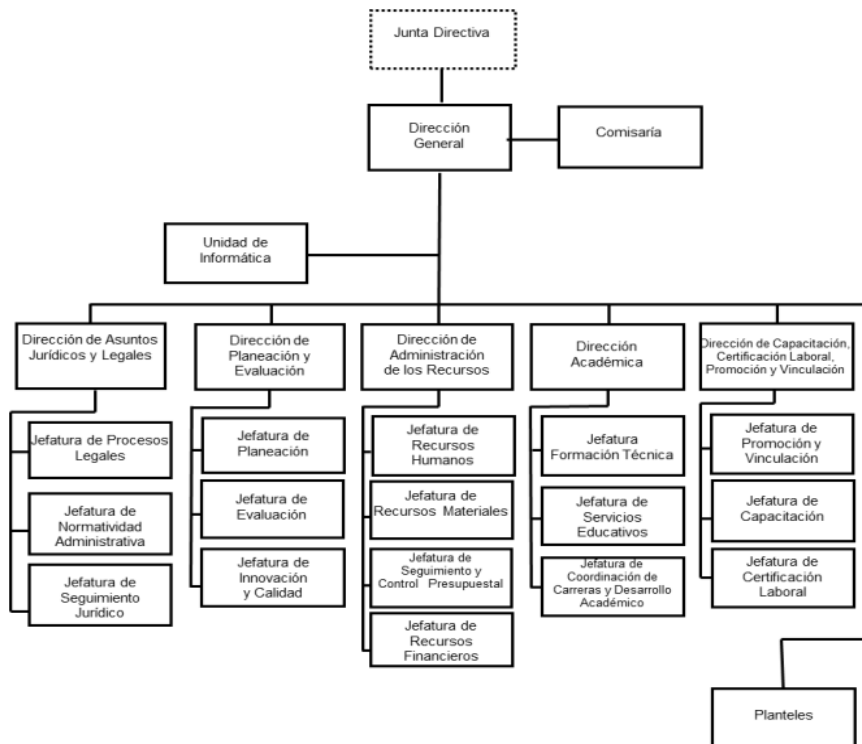 Junta Directiva
Dirección
General
Comisaría
Unidad de
Informática
Dirección de Asuntos
Jurídicos y Legales
Dirección de
Planeación y
Evaluación
Dirección de
Administración
de los Recursos
Dirección
Académica
Dirección de Capacitación,
Certificación Laboral,
Promoción y Vinculación
Jefatura de Procesos
Legales
Jefatura de
Normatividad
Administrativa
Jefatura de
Seguimiento
Jurídico
Jefatura de
Planeación
Jefatura de
Evaluación
Jefatura de
Innovación
y Calidad
Jefatura de
Recursos
Humanos
Jefatura de
Recursos Materiales
Jefatura de
Seguimiento y
Control Presupuestal
Jefatura de
Recursos
Financieros
Jefatura
Formación Técnica
Jefatura de
Servicios
Educativos
Jefatura de
Coordinación de
Carreras y Desarrollo
Académico
Jefatura de
Promoción y
Vinculación
Jefatura de
Capacitación
Jefatura de
Certificación
Laboral
Planteles